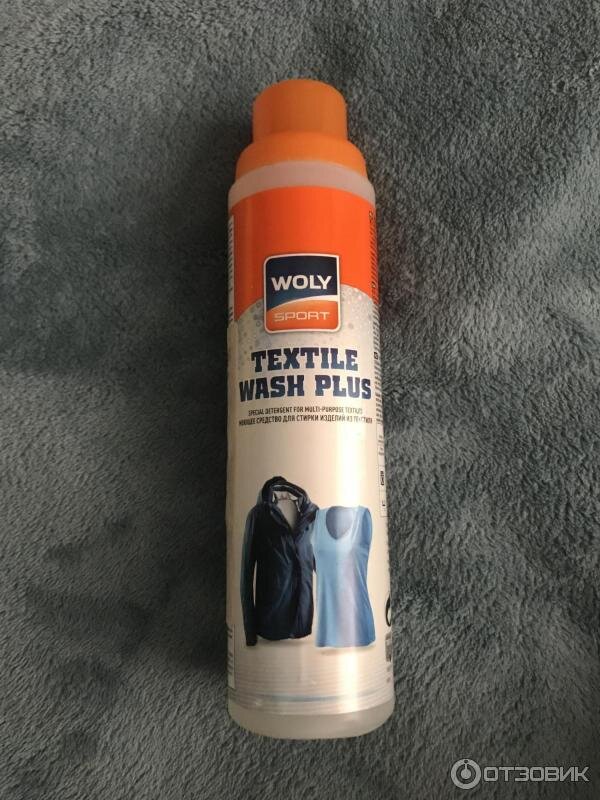 WOLY
SPORT
TEXTILE
WASH PLUS
SPECIAL DETERGENT FOR MULTI-PURPOSE TEXTILES
МОЮЩЕЕ СРЕДСТВО ДЛЯ СТИРКИ ИЗДЕЛИЙ ИЗ ТЕКСТИЛЯ
ОТЗОВИК